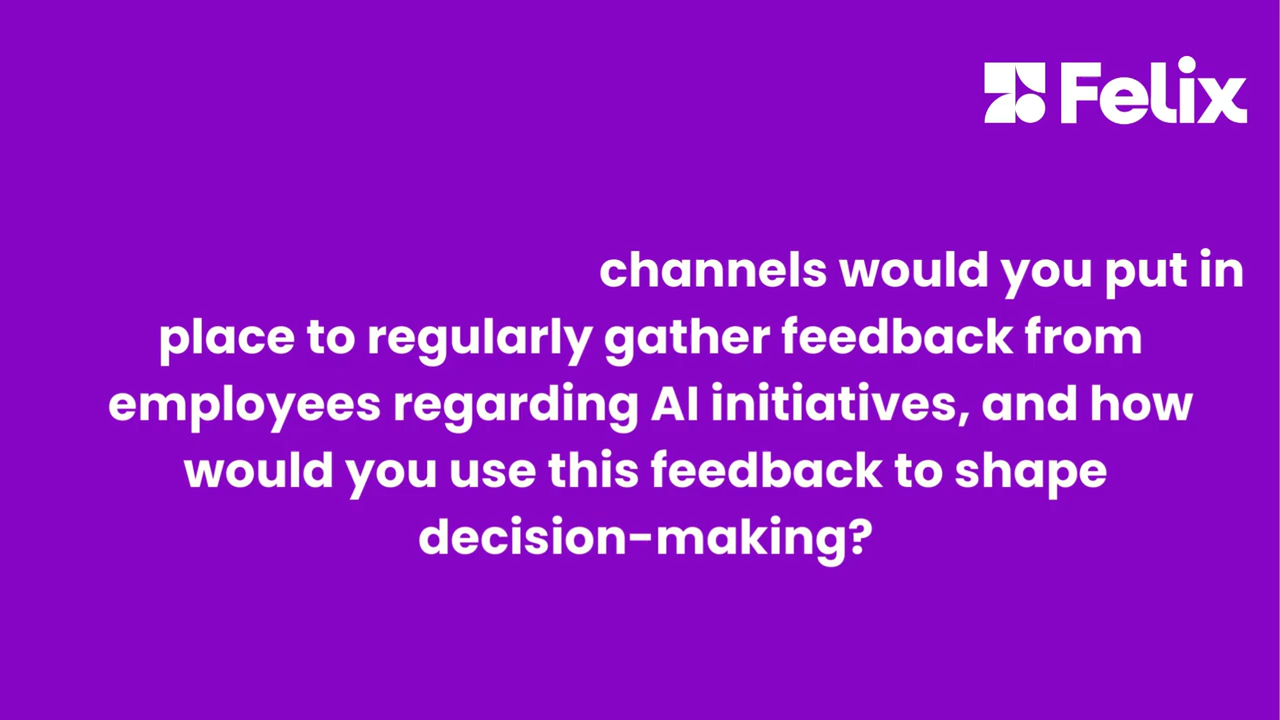 Felix
channels would you put in
place to regularly gather feedback from
employees regarding AI initiatives, and how
would you use this feedback to shape
decision-making?